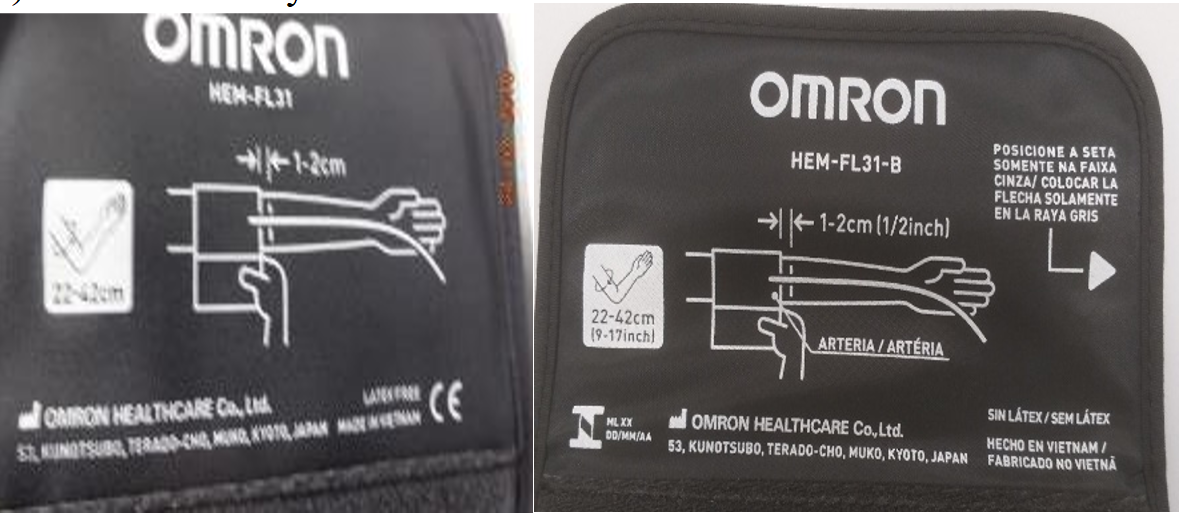 OMRON
HEM-FL31
1-2cm
22-42cm
OMRON HEALTHCARE Co., Ltd.
53, KUNOTSUBO, TERADO-CHO, MUKO, KYOTO, JAPAN
LATEX FREE
MADE IN VIETNAM
CE
OMRON
HEM-FL31-B
POSICIONE A SETA
SOMENTE NA FAIXA
CINZA/ COLOCAR LA
FLECHA SOLAMENTE
EN LA RAYA GRIS
1-2cm (1/2inch)
22-42cm
(9-17inch)
ARTERIA / ARTÉRIA
ML XX
DD/MM/AA
OMRON HEALTHCARE Co., Ltd.
53, KUNOTSUBO, TERADO-CHO, MUKO, KYOTO, JAPAN
SIN LÁTEX / SEM LÁTEX
HECHO EN VIETNAM /
FABRICADO NO VIETNÃ